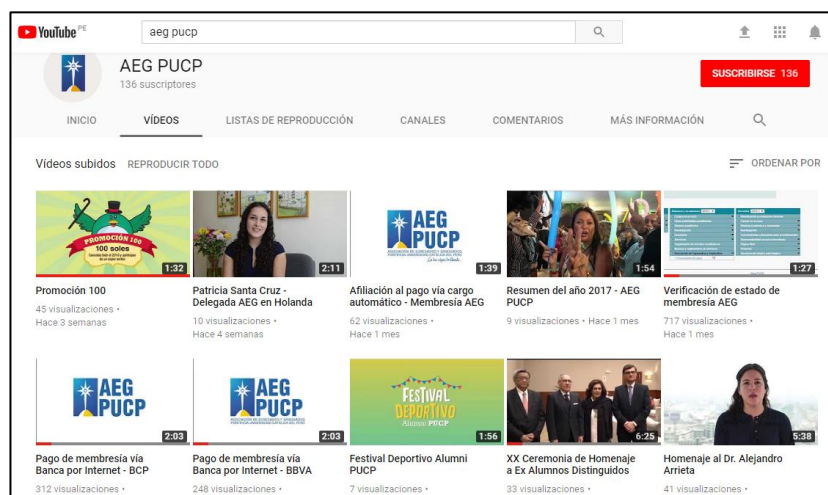 YouTube PE
aeg pucp
AEG PUCP
136 suscriptores
SUSCRIBIRSE 136
INICIO
VÍDEOS
LISTAS DE REPRODUCCIÓN
CANALES
COMENTARIOS
MÁS INFORMACIÓN
Vídeos subidos
REPRODUCIR TODO
ORDENAR POR
PROMOCIÓN 100
100 soles
1:32
2:11
AEG
PUCP
1:39
1:54
1:27
Promoción 100
45 visualizaciones •
Hace 3 semanas
Patricia Santa Cruz -
Delegada AEG en Holanda
10 visualizaciones •
Hace 4 semanas
Afiliación al pago vía cargo
automático - Membresía AEG
62 visualizaciones •
Hace 1 mes
Resumen del año 2017 - AEG
PUCP
9 visualizaciones • Hace 1 mes
Verificación de estado de
membresía AEG
717 visualizaciones •
Hace 1 mes
AEG
PUCP
2:03
AEG
PUCP
2:03
FESTIVAL
DEPORTIVO
Alumni PUCP
1:56
6:25
5:38
Pago de membresía vía
Banca por Internet - BCP
312 visualizaciones •
Pago de membresía vía
Banca por Internet - BBVA
248 visualizaciones •
Festival Deportivo Alumni
PUCP
7 visualizaciones •
XX Ceremonia de Homenaje
a Ex Alumnos Distinguidos
33 visualizaciones •
Homenaje al Dr. Alejandro
Arrieta
41 visualizaciones •